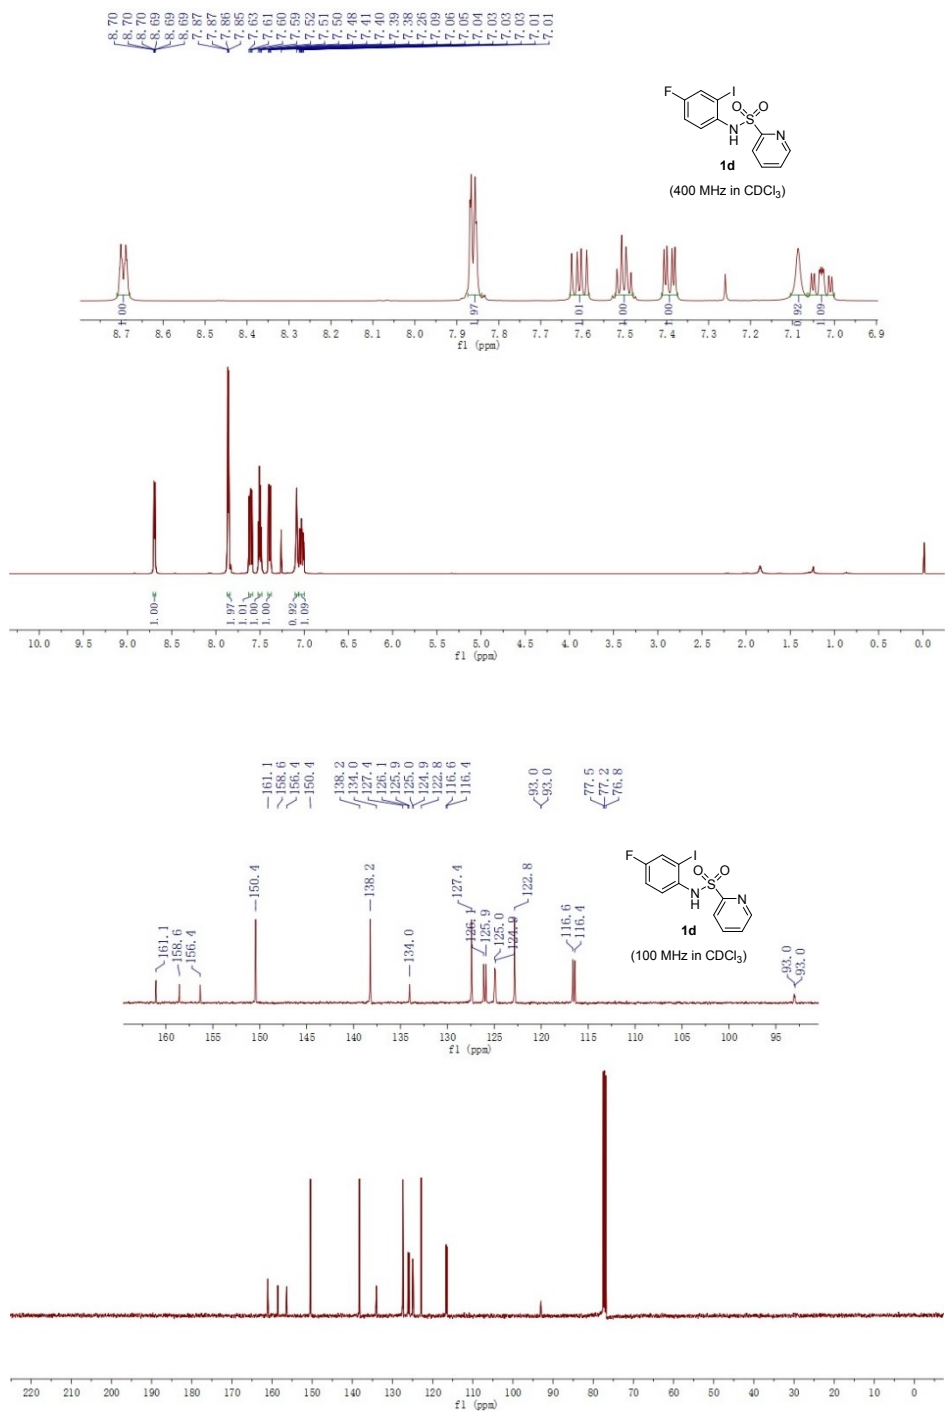 8.70 8.70 8.70 8.69 8.69 8.69 7.87 7.87 7.86 7.85 7.63 7.61 7.60 7.59 7.52 7.51 7.50 7.48 7.41 7.40 7.39 7.38 7.26 7.09 7.06 7.05 7.04 7.03 7.03 7.03 7.01 7.01
F I
O O
N S N
H
1d
(400 MHz in CDCl3)
1.00 1.97 1.01 1.00 1.00 0.92 1.09
8.7 8.6 8.5 8.4 8.3 8.2 8.1 8.0 7.9 7.8 7.7 7.6 7.5 7.4 7.3 7.2 7.1 7.0 6.9
f1 (ppm)
1.00 1.97 1.01 1.00 1.00 0.92 1.09
10.0 9.5 9.0 8.5 8.0 7.5 7.0 6.5 6.0 5.5 5.0 4.5 4.0 3.5 3.0 2.5 2.0 1.5 1.0 0.5 0.0
f1 (ppm)
161.1 158.6 156.4 150.4 138.2 134.0 127.4 126.1 125.9 125.0 124.9 122.8 116.6 116.4 93.0 93.0 77.5 77.2 76.8
F I
O O
N S N
H
1d
(100 MHz in CDCl3)
161.1 158.6 156.4 150.4 138.2 134.0 127.4 126.1 125.9 125.0 124.9 122.8 116.6 116.4 93.0 93.0
160 155 150 145 140 135 130 125 120 115 110 105 100 95
f1 (ppm)
220 210 200 190 180 170 160 150 140 130 120 110 100 90 80 70 60 50 40 30 20 10 0
f1 (ppm)